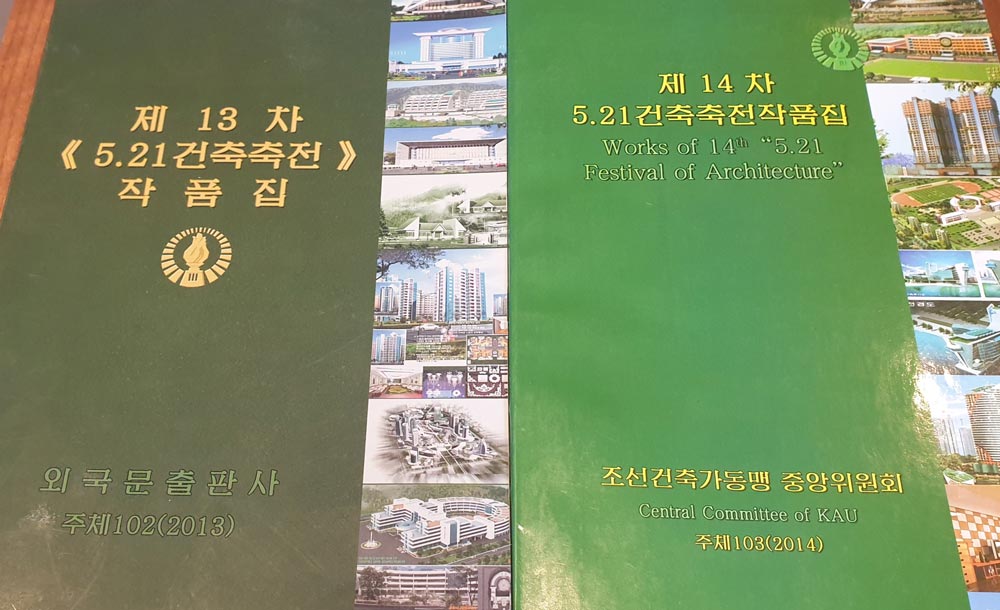 제 13 차
《 5.21건축축전 》
작 품 집
외국문출판사
주체102(2013)
제 14 차
5.21건축축전작품집
Works of 14th “5.21
Festival of Architecture”
조선건축가동맹 중앙위원회
Central Committee of KAU
주체103(2014)